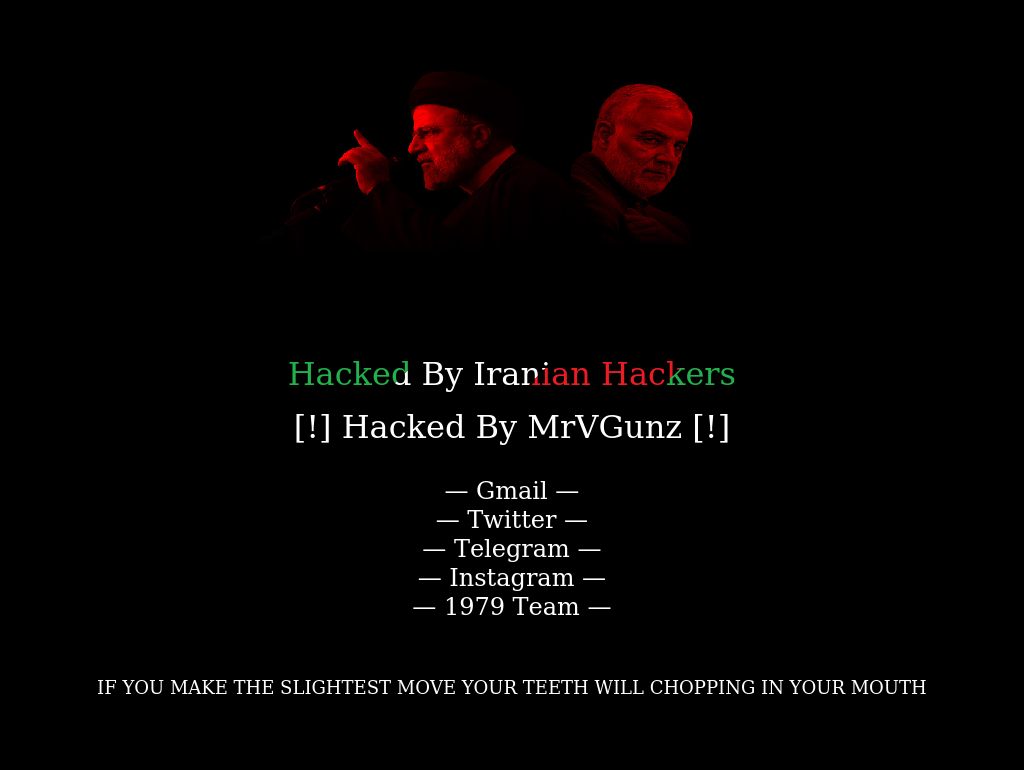 Hacked By Iranian Hackers
[!] Hacked By MrVGunz [!]
— Gmail —
— Twitter —
— Telegram —
— Instagram —
— 1979 Team —
IF YOU MAKE THE SLIGHTEST MOVE YOUR TEETH WILL CHOPPING IN YOUR MOUTH